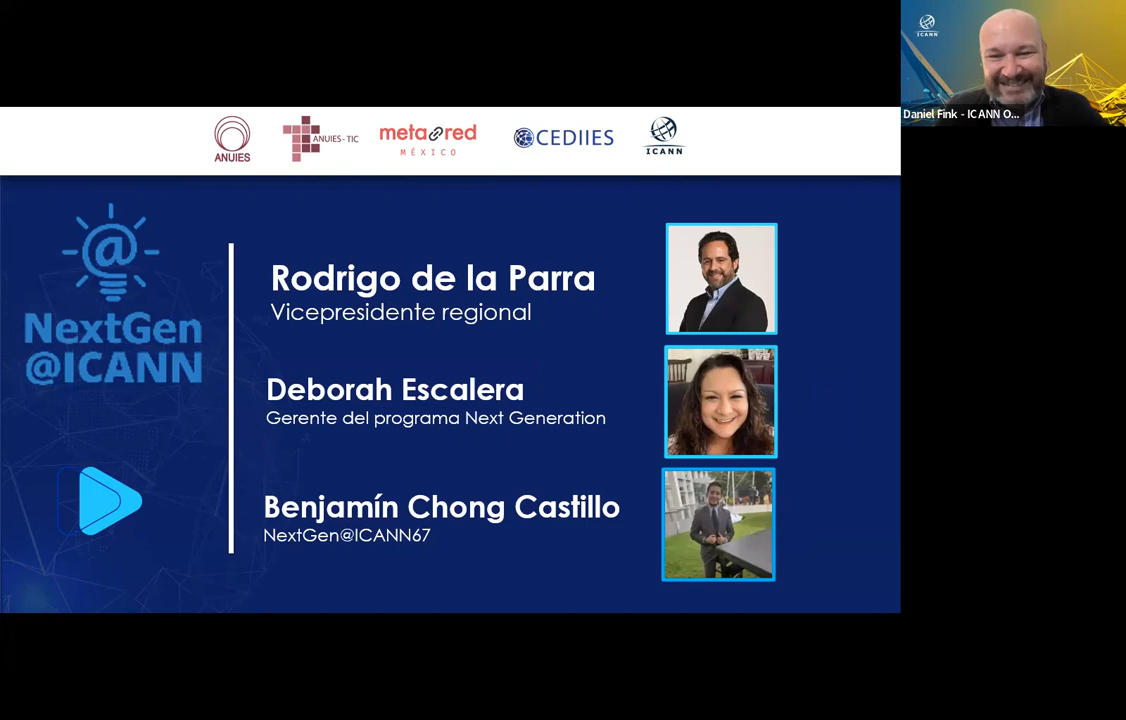 ICANN
Daniel Fink - ICANN O...
ANUIES
ANUIES-TIC
metared
MÉXICO
CEDIIES
ICANN
NextGen
@ICANN
Rodrigo de la Parra
Vicepresidente regional
Deborah Escalera
Gerente del programa Next Generation
Benjamín Chong Castillo
NextGen@ICANN67